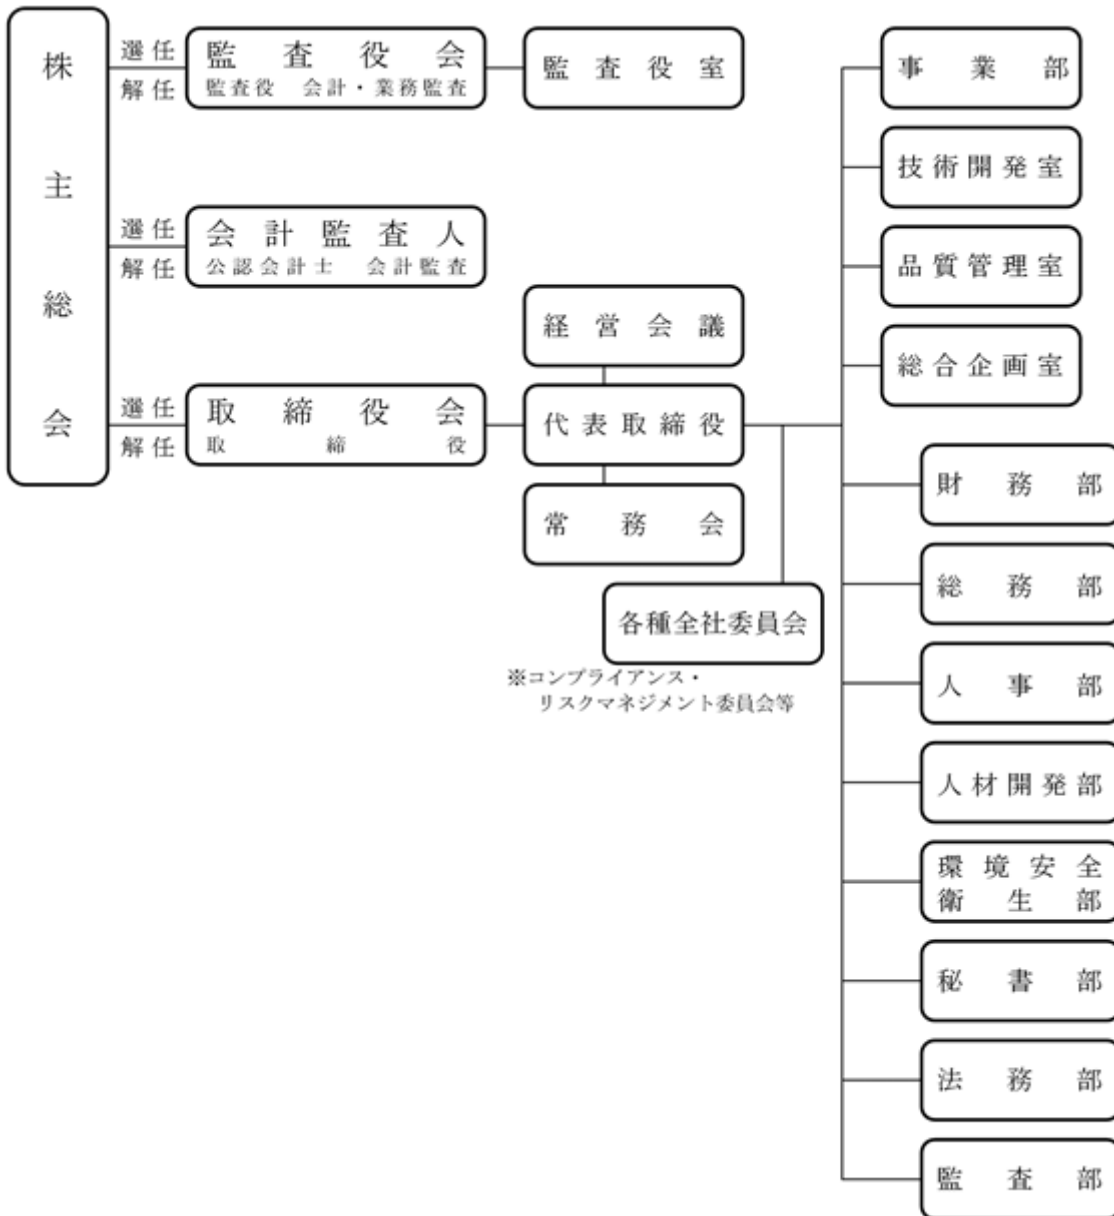 株主総会
選任
解任
監査役会
監査役 会計・業務監査
監査役室
選任
解任
会計監査人
公認会計士 会計監査
選任
解任
取締役会
取締役
経営会議
代表取締役
常務会
各種全社委員会
※コンプライアンス・
リスクマネジメント委員会等
事業部
技術開発室
品質管理室
総合企画室
財務部
総務部
人事部
人材開発部
環境安全
衛生部
秘書部
法務部
監査部